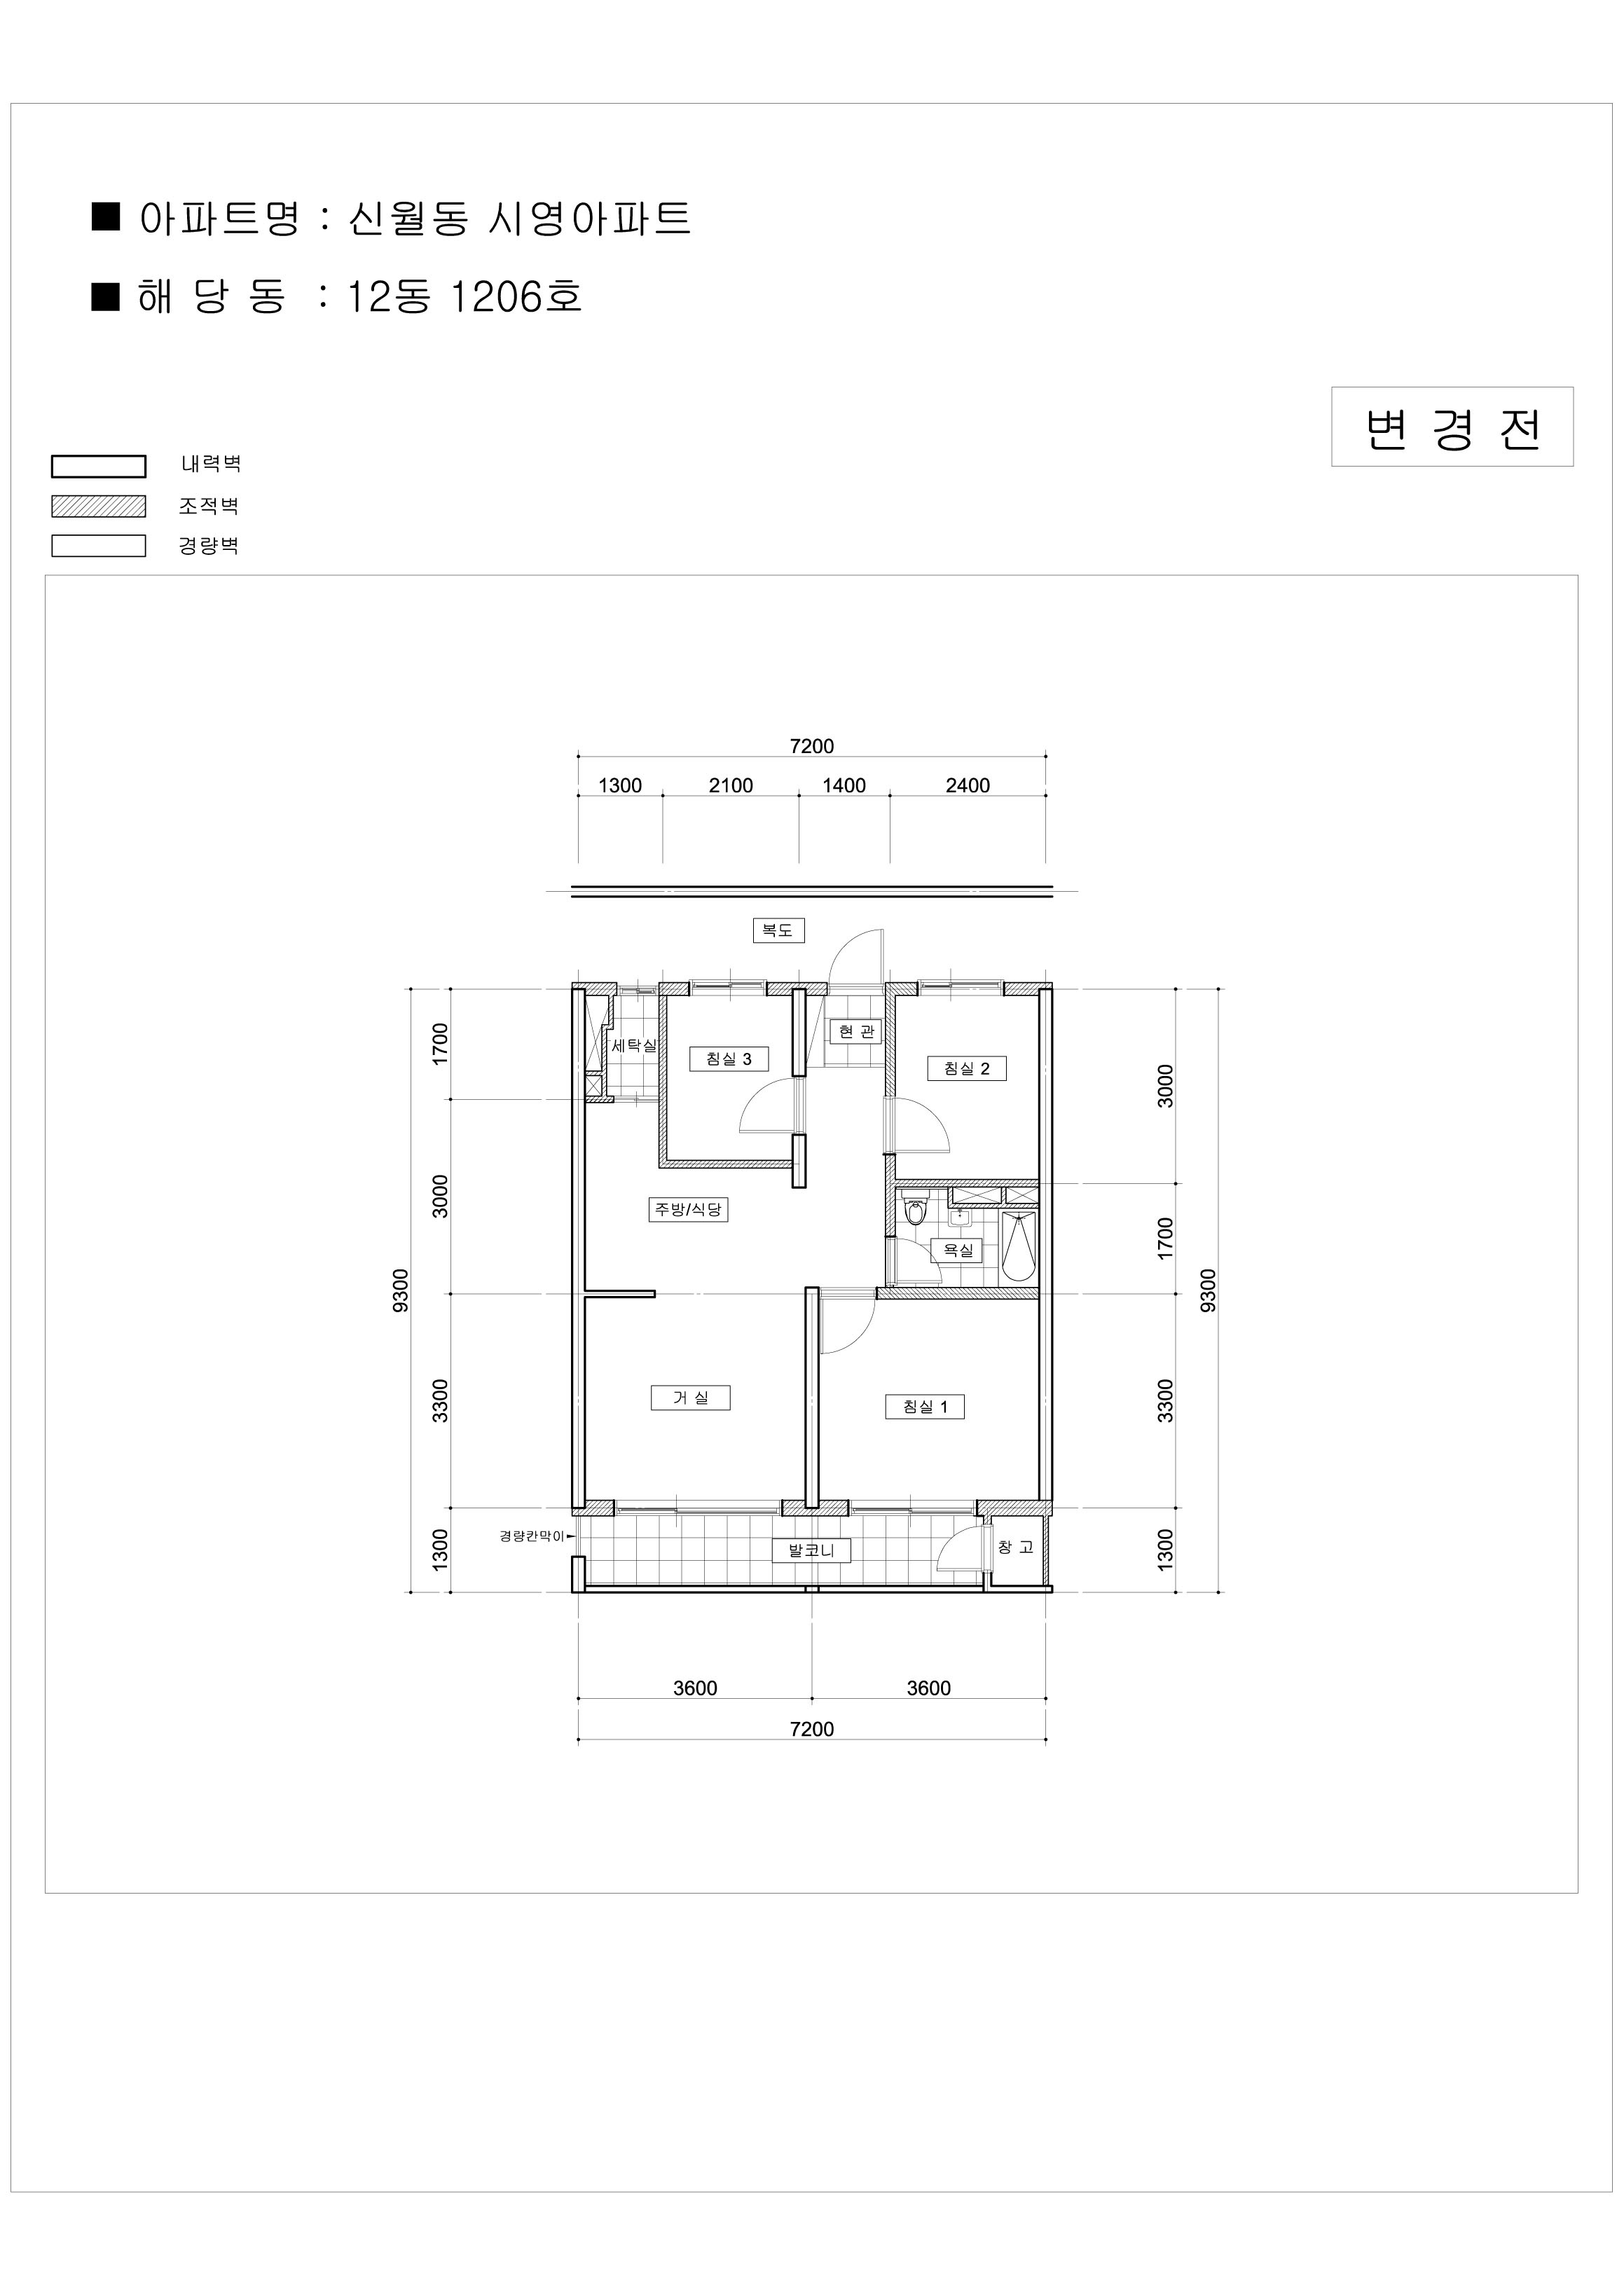 ■ 아파트명 : 신월동 시영아파트
■ 해 당 동 : 12동 1206호
변 경 전
내력벽
조적벽
경량벽
7200
1300 2100 1400 2400
복도
현 관
세탁실
침실 3
침실 2
1700
3000
3000
주방/식당
1700
욕실
9300
9300
3300
거 실
침실 1
3300
경량칸막이
1300
발코니
창 고
1300
3600 3600
7200